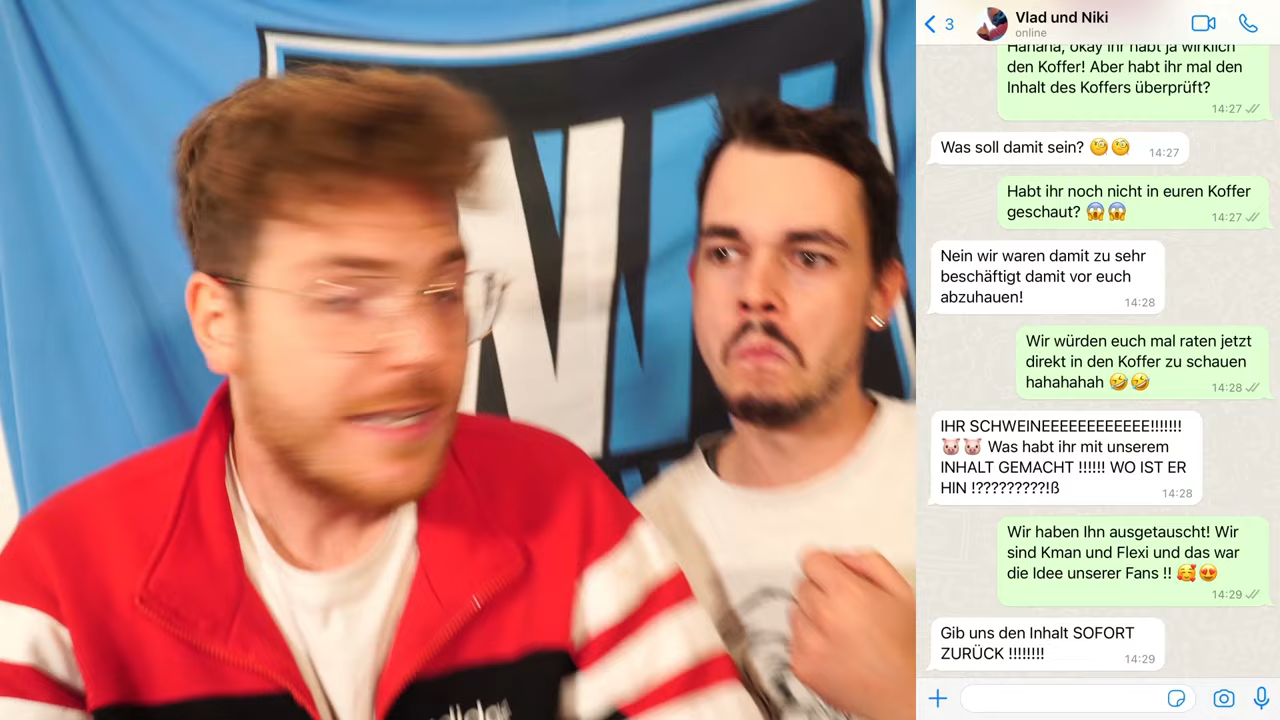 3
Vlad und Niki
online
Hahaha, okay ihr habt ja wirklich
den Koffer! Aber habt ihr mal den
Inhalt des Koffers überprüft?
14:27
Was soll damit sein? 🧐🧐
14:27
Habt ihr noch nicht in euren Koffer
geschaut? 😱😱
14:27
Nein wir waren damit zu sehr
beschäftigt damit vor euch
abzuhauen!
14:28
Wir würden euch mal raten jetzt
direkt in den Koffer zu schauen
hahahahah 🤣🤣
14:28
IHR SCHWEINEEEEEEEEEEEE!!!!!!!
🐷🐷 Was habt ihr mit unserem
INHALT GEMACHT !!!!!! WO IST ER
HIN !?????????!ß
14:28
Wir haben Ihn ausgetauscht! Wir
sind Kman und Flexi und das war
die Idee unserer Fans !! 🥰😍
14:29
Gib uns den Inhalt SOFORT
ZURÜCK !!!!!!!!
14:29
adidas